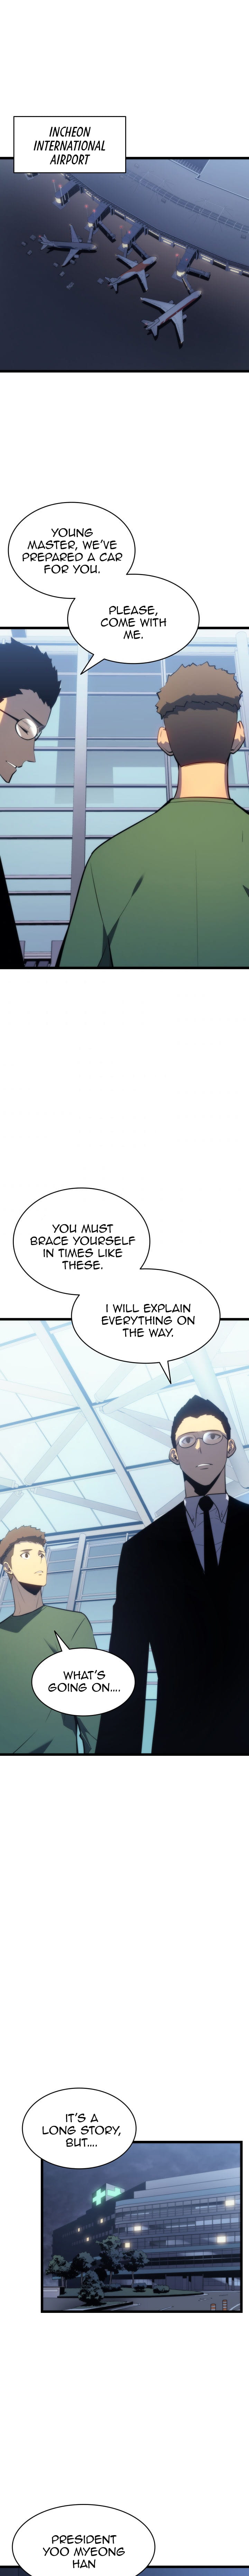 INCHEON
INTERNATIONAL
AIRPORT
YOUNG
MASTER, WE'VE
PREPARED A CAR
FOR YOU.
PLEASE,
COME WITH
ME.
YOU MUST
BRACE YOURSELF
IN TIMES LIKE
THESE.
I WILL EXPLAIN
EVERYTHING ON
THE WAY.
WHAT'S
GOING ON....
IT'S A
LONG STORY,
BUT....
PRESIDENT
YOO MYEONG
HAN